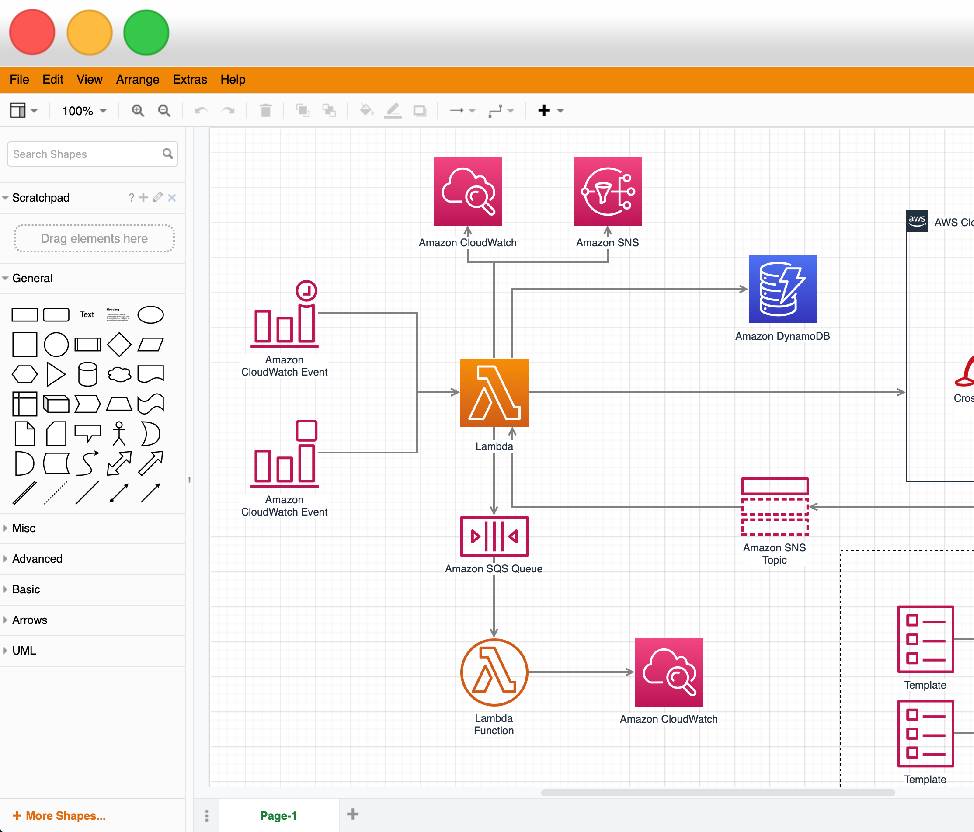 File Edit View Arrange Extras Help
100%
Search Shapes
Scratchpad ?
Drag elements here
General
Text
Misc
Advanced
Basic
Arrows
UML
+ More Shapes...
Amazon CloudWatch
Amazon SNS
aws AWS Clo
Amazon DynamoDB
Amazon
CloudWatch Event
Cros
Lambda
Amazon
CloudWatch Event
Amazon SNS
Topic
Amazon SQS Queue
Template
Lambda
Function
Amazon CloudWatch
Template
Page-1